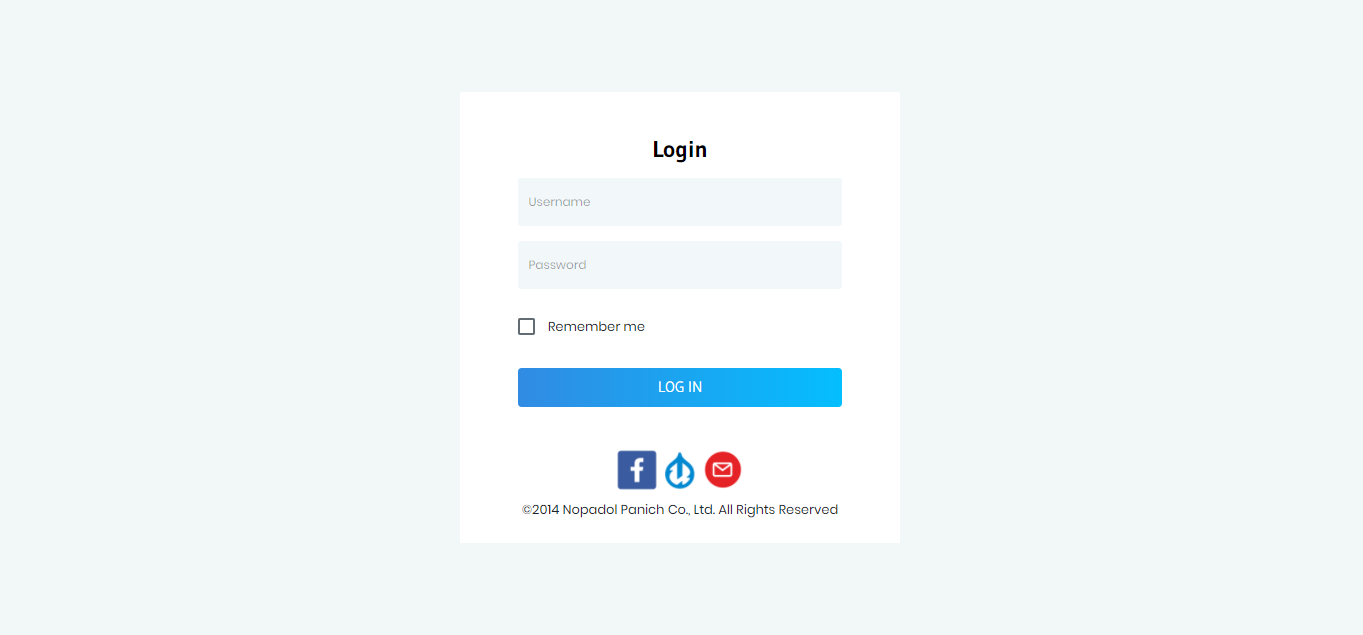 Login
Username
Password
Remember me
LOG IN
©2014 Nopadol Panich Co., Ltd. All Rights Reserved